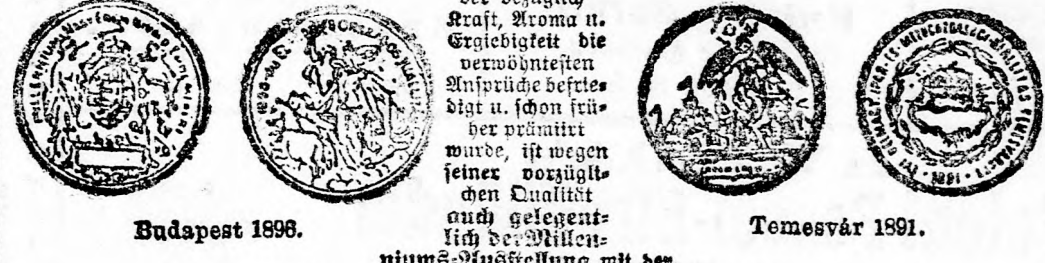 der bezüglich
Kraft, Aroma u.
Ergiebigkeit die
verwöhntesten
Ansprüche befrie-
digt u. schon frü-
her prämiirt
wurde, ist wegen
seiner vorzügli-
chen Qualität
auch gelegent-
lich der Millen-
niums-Ausstellung mit der
Budapest 1896.
Temesvár 1891.